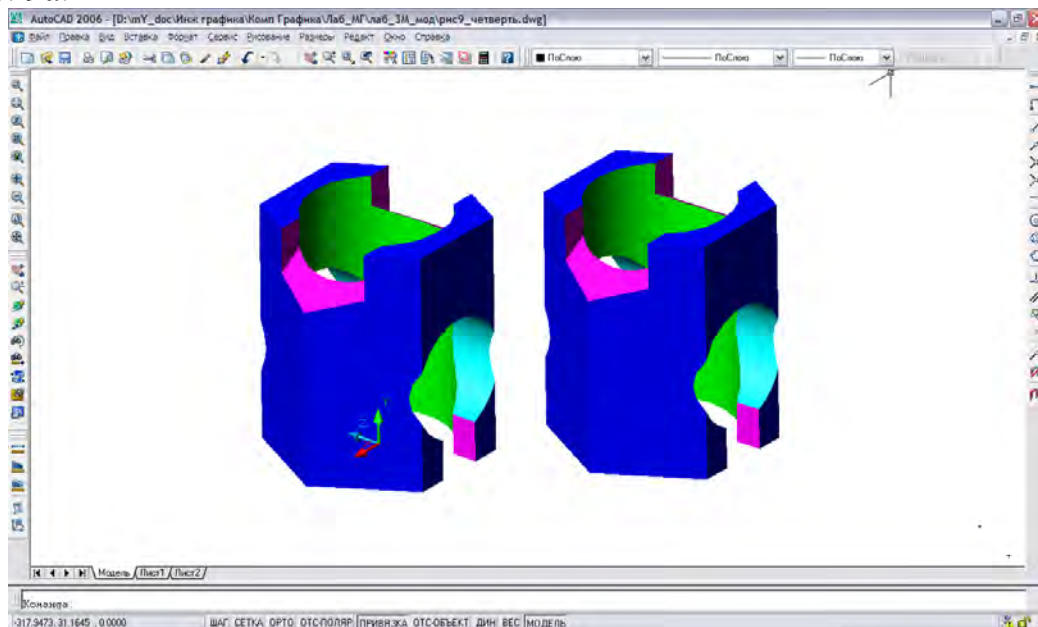 AutoCAD 2006 - [D:\mY_doc\Инж графика\Комп Графика\Лаб_МГ\лаб_3М_мод\рис9_четверть.dwg]
Файл Правка Вид Вставка Формат Сервис Рисование Размеры Редакт Окно Справка
ПоСлою ПоСлою ПоСлою
Модель Лист1 Лист2
Команда:
-317.9473, 31.1645 , 0.0000 ШАГ СЕТКА ОРТО ОТС-ПОЛЯР ПРИВЯЗКА ОТС-ОБЪЕКТ ДИН ВЕС МОДЕЛЬ